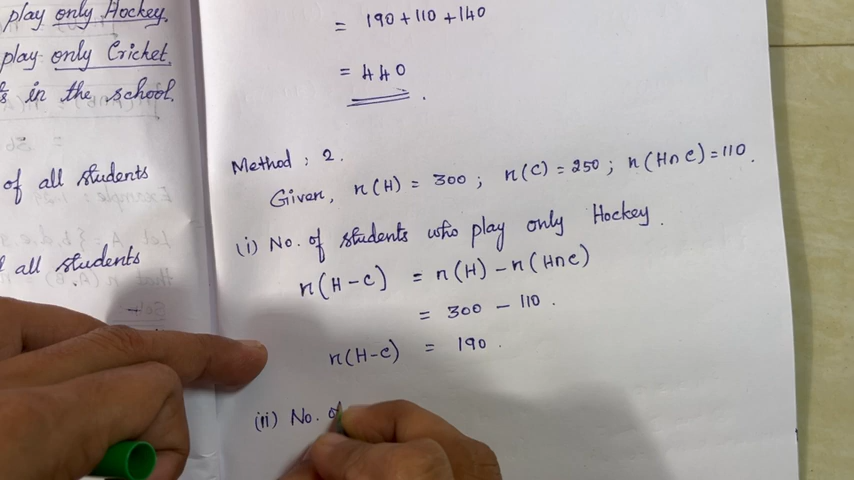 play only Hockey.
play only Cricket.
in the school.
of all students
all students
= 190 + 110 + 140
= 440.
Method : 2.
Given, n(H) = 300 ; n(C) = 250 ; n(H∩C) = 110.
(i) No. of students who play only Hockey.
n(H-C) = n(H) - n(H∩C)
= 300 - 110.
n(H-C) = 190.
(ii) No. of